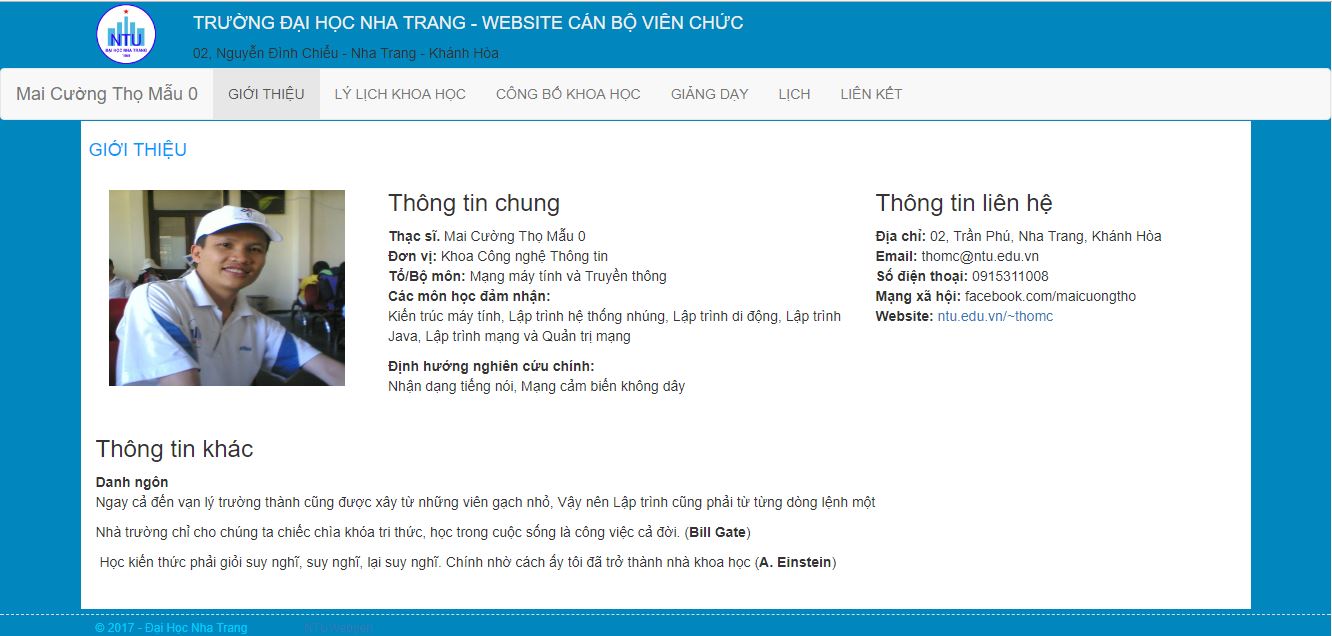 NTU
ĐẠI HỌC NHA TRANG
1959
TRƯỜNG ĐẠI HỌC NHA TRANG - WEBSITE CÁN BỘ VIÊN CHỨC
02, Nguyễn Đình Chiểu - Nha Trang - Khánh Hòa
Mai Cường Thọ Mẫu 0 GIỚI THIỆU LÝ LỊCH KHOA HỌC CÔNG BỐ KHOA HỌC GIẢNG DẠY LỊCH LIÊN KẾT
GIỚI THIỆU
Thông tin chung
Thạc sĩ. Mai Cường Thọ Mẫu 0
Đơn vị: Khoa Công nghệ Thông tin
Tổ/Bộ môn: Mạng máy tính và Truyền thông
Các môn học đảm nhận:
Kiến trúc máy tính, Lập trình hệ thống nhúng, Lập trình di động, Lập trình
Java, Lập trình mạng và Quản trị mạng
Định hướng nghiên cứu chính:
Nhận dạng tiếng nói, Mạng cảm biến không dây
Thông tin liên hệ
Địa chỉ: 02, Trần Phú, Nha Trang, Khánh Hòa
Email: thomc@ntu.edu.vn
Số điện thoại: 0915311008
Mạng xã hội: facebook.com/maicuongtho
Website: ntu.edu.vn/~thomc
Thông tin khác
Danh ngôn
Ngay cả đến vạn lý trường thành cũng được xây từ những viên gạch nhỏ, Vậy nên Lập trình cũng phải từ từng dòng lệnh một
Nhà trường chỉ cho chúng ta chiếc chìa khóa tri thức, học trong cuộc sống là công việc cả đời. (Bill Gate)
Học kiến thức phải giỏi suy nghĩ, suy nghĩ, lại suy nghĩ. Chính nhờ cách ấy tôi đã trở thành nhà khoa học (A. Einstein)
© 2017 - Đại Học Nha Trang